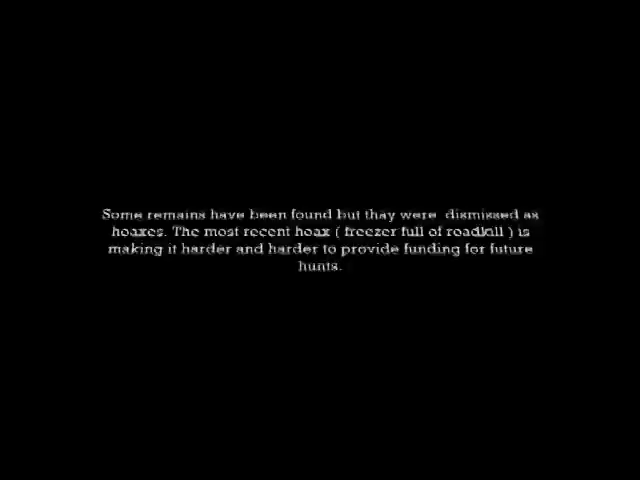 Some remains have been found but thay were  dismissed as
hoaxes. The most recent hoax ( freezer full of roadkill ) is
making it harder and harder to provide funding for future
hunts.